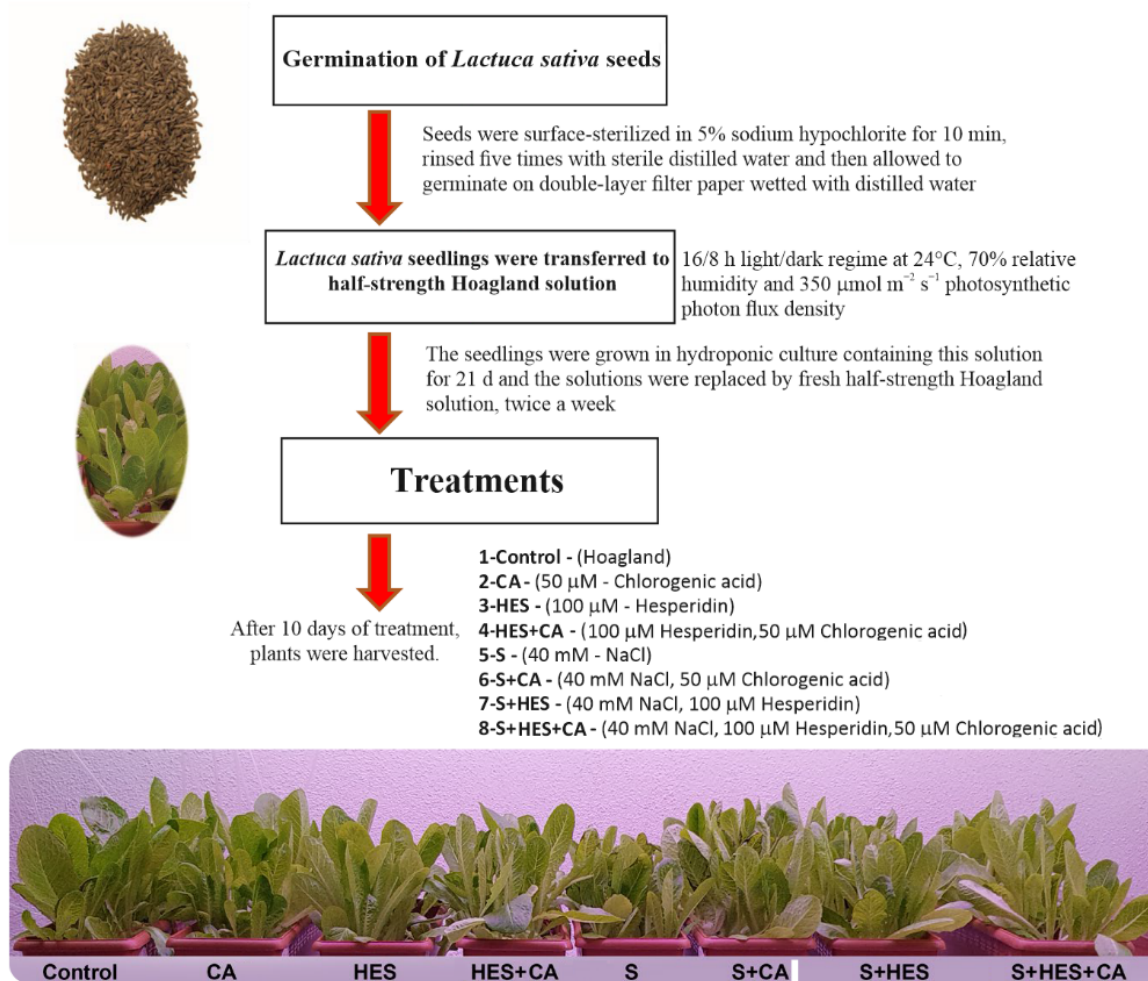 Germination of Lactuca sativa seeds
Seeds were surface-sterilized in 5% sodium hypochlorite for 10 min,
rinsed five times with sterile distilled water and then allowed to
germinate on double-layer filter paper wetted with distilled water
Lactuca sativa seedlings were transferred to
half-strength Hoagland solution
16/8 h light/dark regime at 24°C, 70% relative
humidity and 350 μmol m⁻² s⁻¹ photosynthetic
photon flux density
The seedlings were grown in hydroponic culture containing this solution
for 21 d and the solutions were replaced by fresh half-strength Hoagland
solution, twice a week
Treatments
After 10 days of treatment,
plants were harvested.
1-Control - (Hoagland)
2-CA - (50 μM - Chlorogenic acid)
3-HES - (100 μM - Hesperidin)
4-HES+CA - (100 μM Hesperidin,50 μM Chlorogenic acid)
5-S - (40 mM - NaCl)
6-S+CA - (40 mM NaCl, 50 μM Chlorogenic acid)
7-S+HES - (40 mM NaCl, 100 μM Hesperidin)
8-S+HES+CA - (40 mM NaCl, 100 μM Hesperidin,50 μM Chlorogenic acid)
Control CA HES HES+CA S S+CA S+HES S+HES+CA